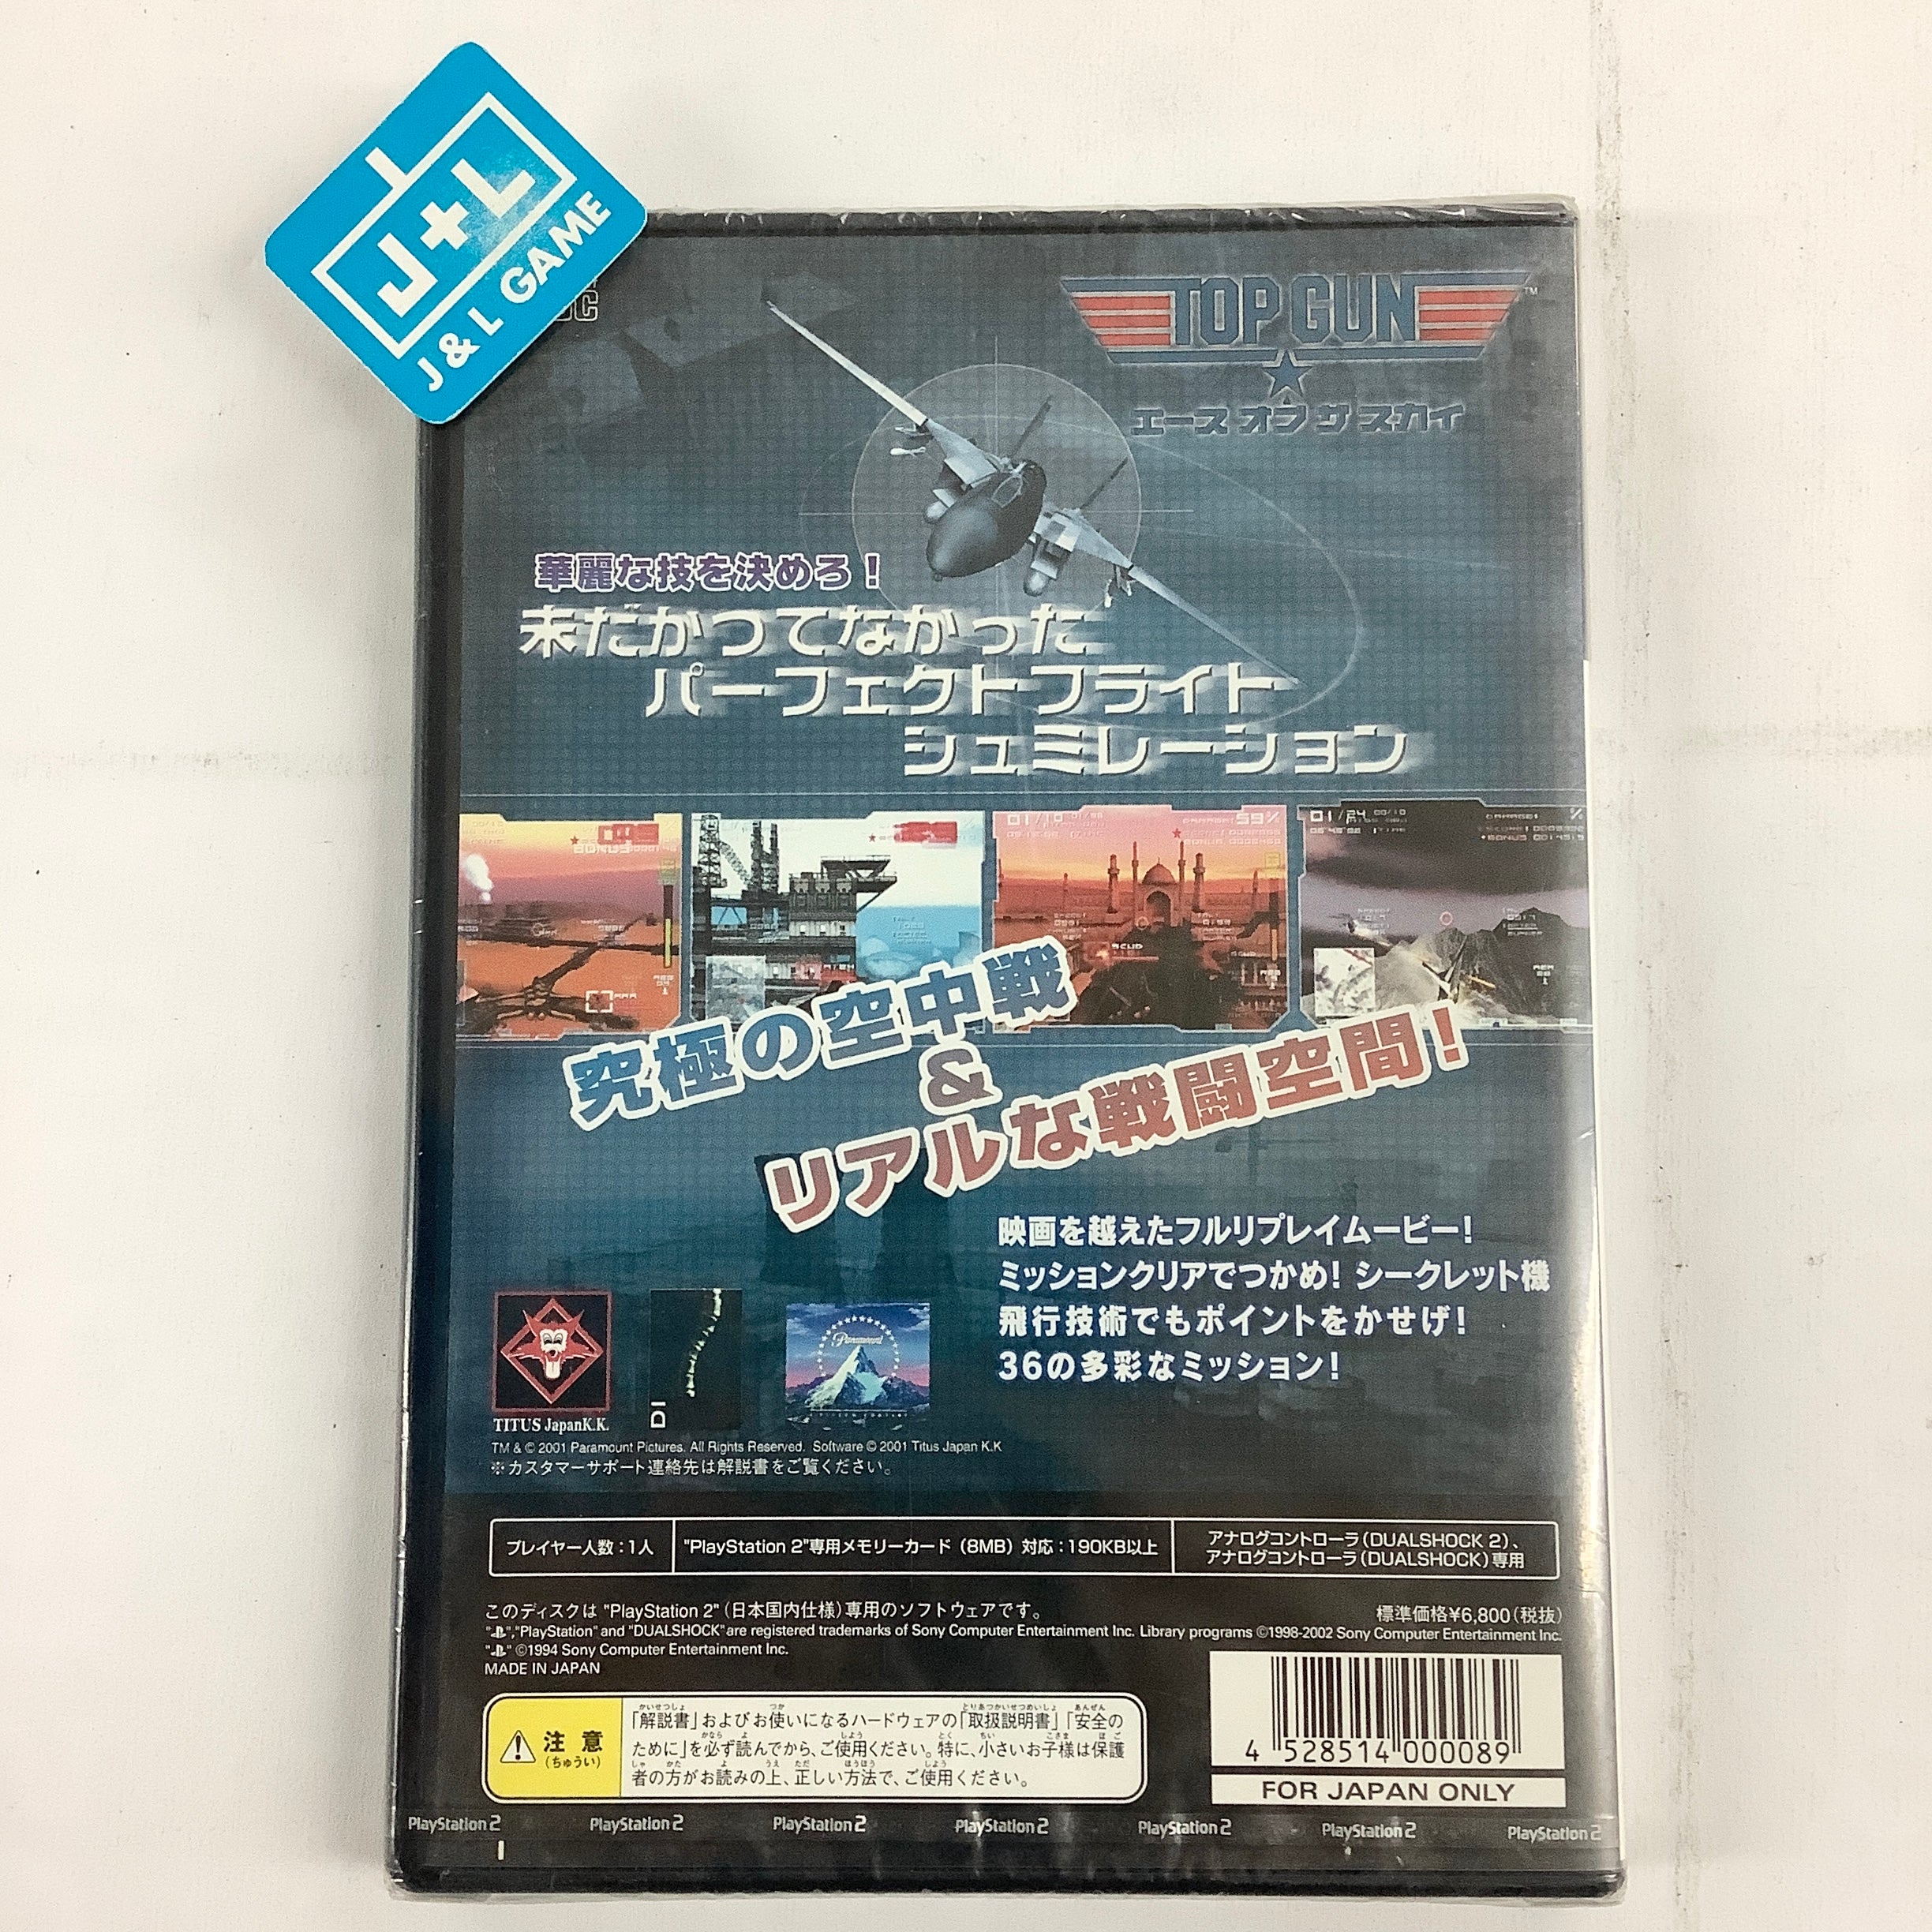 J+L
J & L GAME
TOP GUN™
エース オブ ザ スカイ
華麗な技を決めろ！
未だかつてなかった
パーフェクトフライト
シュミレーション
01/10
59%
01/24
SCUD
究極の空中戦
&
リアルな戦闘空間！
映画を越えたフルリプレイムービー！
ミッションクリアでつかめ！ シークレット機
飛行技術でもポイントをかせげ！
36の多彩なミッション！
Paramount
TITUS JapanK.K.
DI
TM & © 2001 Paramount Pictures. All Rights Reserved. Software © 2001 Titus Japan K.K
※カスタマーサポート連絡先は解説書をご覧ください。
プレイヤー人数：1人
"PlayStation 2"専用メモリーカード（8MB）対応：190KB以上
アナログコントローラ（DUALSHOCK 2）、
アナログコントローラ（DUALSHOCK）専用
このディスクは "PlayStation 2"（日本国内仕様）専用のソフトウェアです。
標準価格¥6,800（税抜）
" ", "PlayStation" and "DUALSHOCK" are registered trademarks of Sony Computer Entertainment Inc. Library programs ©1998-2002 Sony Computer Entertainment Inc.
" " ©1994 Sony Computer Entertainment Inc.
MADE IN JAPAN
注意
（ちゅうい）
「解説書」およびお使いになるハードウェアの「取扱説明書」「安全の
ために」を必ず読んでから、ご使用ください。特に、小さいお子様は保護
者の方がお読みの上、正しい方法で、ご使用ください。
4 528514 000089
FOR JAPAN ONLY
PlayStation 2 PlayStation 2 PlayStation 2 PlayStation 2 PlayStation 2 PlayStation 2 PlayStation 2